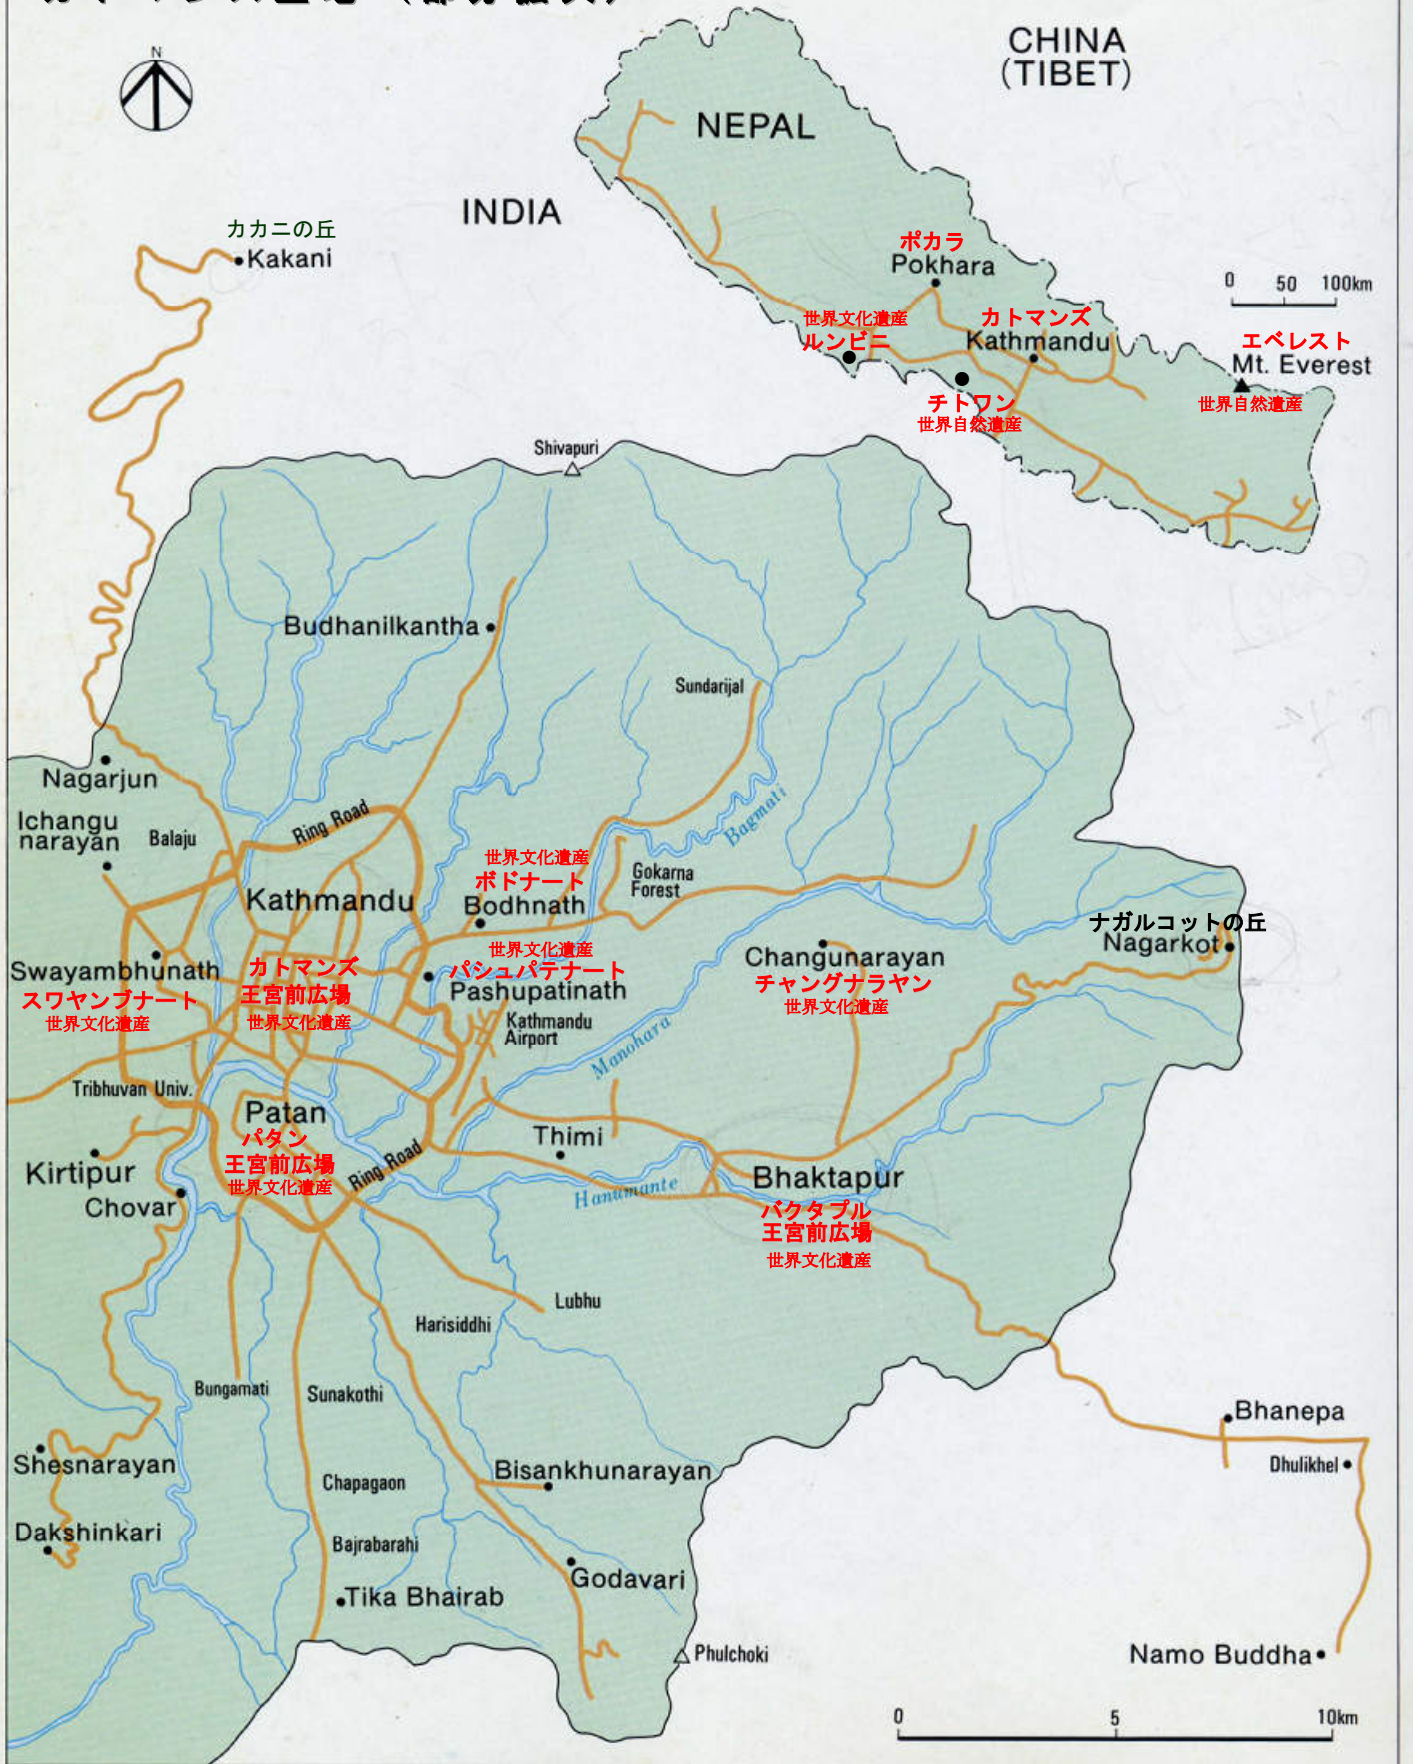 N
CHINA
(TIBET)
NEPAL
INDIA
カカニの丘
Kakani
ポカラ
Pokhara
0 50 100km
世界文化遺産
ルンビニ
カトマンズ
Kathmandu
エベレスト
Mt. Everest
世界自然遺産
チトワン
世界自然遺産
Shivapuri
Budhanilkantha
Sundarijal
Nagarjun
Ichangu
narayan
Balaju
Ring Road
Bagmati
世界文化遺産
ボドナート
Bodhnath
Gokarna
Forest
Kathmandu
ナガルコットの丘
Nagarkot
Swayambhunath
スワヤンブナート
世界文化遺産
カトマンズ
王宮前広場
世界文化遺産
世界文化遺産
パシュパテナート
Pashupatinath
Changunarayan
チャングナラヤン
世界文化遺産
Kathmandu
Airport
Manohara
Tribhuvan Univ.
Patan
パタン
王宮前広場
世界文化遺産
Ring Road
Thimi
Kirtipur
Chovar
Hanumante
Bhaktapur
バクタプル
王宮前広場
世界文化遺産
Lubhu
Harisiddhi
Bungamati
Sunakothi
Bhanepa
Shesnarayan
Bisankhunarayan
Dhulikhel
Chapagaon
Dakshinkari
Bajrabarahi
Godavari
Tika Bhairab
Phulchoki
Namo Buddha
0 5 10km